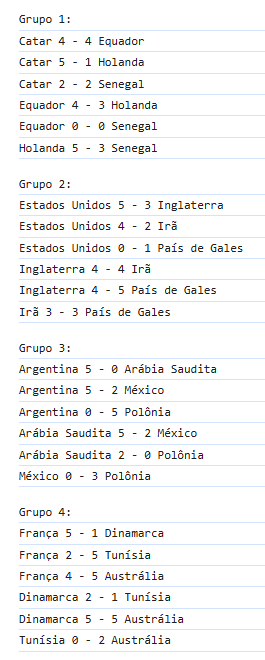 Grupo 1:
Catar 4 - 4 Equador
Catar 5 - 1 Holanda
Catar 2 - 2 Senegal
Equador 4 - 3 Holanda
Equador 0 - 0 Senegal
Holanda 5 - 3 Senegal
Grupo 2:
Estados Unidos 5 - 3 Inglaterra
Estados Unidos 4 - 2 Irã
Estados Unidos 0 - 1 País de Gales
Inglaterra 4 - 4 Irã
Inglaterra 4 - 5 País de Gales
Irã 3 - 3 País de Gales
Grupo 3:
Argentina 5 - 0 Arábia Saudita
Argentina 5 - 2 México
Argentina 0 - 5 Polônia
Arábia Saudita 5 - 2 México
Arábia Saudita 2 - 0 Polônia
México 0 - 3 Polônia
Grupo 4:
França 5 - 1 Dinamarca
França 2 - 5 Tunísia
França 4 - 5 Austrália
Dinamarca 2 - 1 Tunísia
Dinamarca 5 - 5 Austrália
Tunísia 0 - 2 Austrália